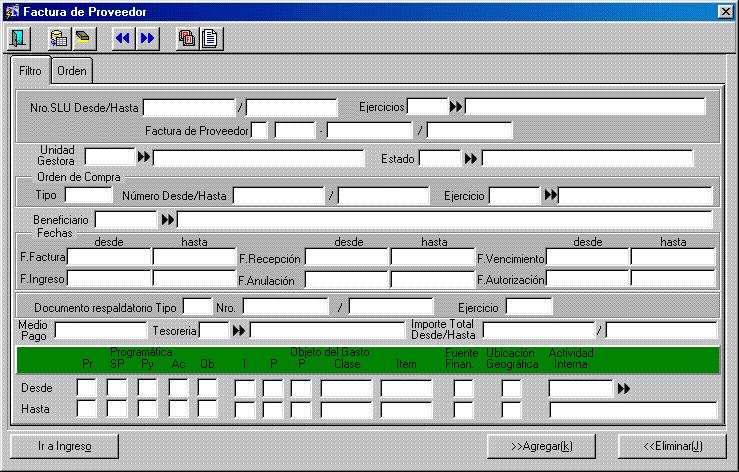 Factura de Proveedor
Filtro Orden
Nro.SLU Desde/Hasta / Ejercicios
Factura de Proveedor - /
Unidad Gestora Estado
Orden de Compra
Tipo Número Desde/Hasta / Ejercicio
Beneficiario
Fechas
desde hasta desde hasta desde hasta
F.Factura F.Recepción F.Vencimiento
F.Ingreso F.Anulación F.Autorización
Documento respaldatorio Tipo Nro. / Ejercicio
Medio Pago Tesoreria Importe Total Desde/Hasta /
Programática Objeto del Gasto Fuente Ubicación Actividad
Pr SP Py Ac Ob I P P Clase Item Finan. Geográfica Interna
Desde
Hasta
Ir a Ingreso >>Agregar(k) <<Eliminar(J)